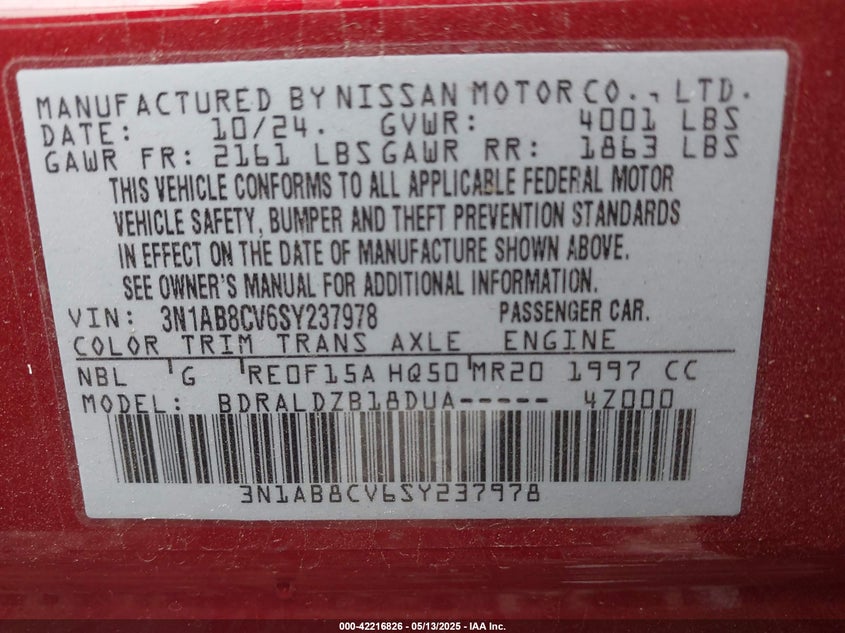 MANUFACTURED BY NISSAN MOTOR CO., LTD.
DATE: 10/24. GVWR: 4001 LBS
GAWR FR: 2161 LBS GAWR RR: 1863 LBS
THIS VEHICLE CONFORMS TO ALL APPLICABLE FEDERAL MOTOR
VEHICLE SAFETY, BUMPER AND THEFT PREVENTION STANDARDS
IN EFFECT ON THE DATE OF MANUFACTURE SHOWN ABOVE.
SEE OWNER'S MANUAL FOR ADDITIONAL INFORMATION.
VIN: 3N1AB8CV6SY237978 PASSENGER CAR.
COLOR TRIM TRANS AXLE ENGINE
NBL G RE0F15A HQ50 MR20 1997 CC
MODEL: BDRALDZB18DUA----- 4Z000
3N1AB8CV6SY237978
000-42216826 - 05/13/2025 - IAA Inc.